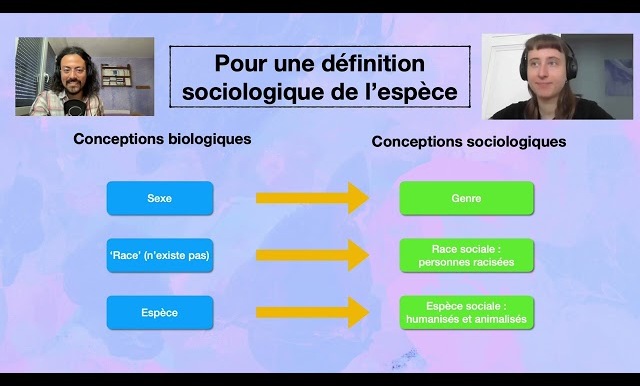 Pour une définition
sociologique de l’espèce
Conceptions biologiques
Conceptions sociologiques
Sexe
Genre
‘Race’ (n’existe pas)
Race sociale :
personnes racisées
Espèce
Espèce sociale :
humanisés et animalisés